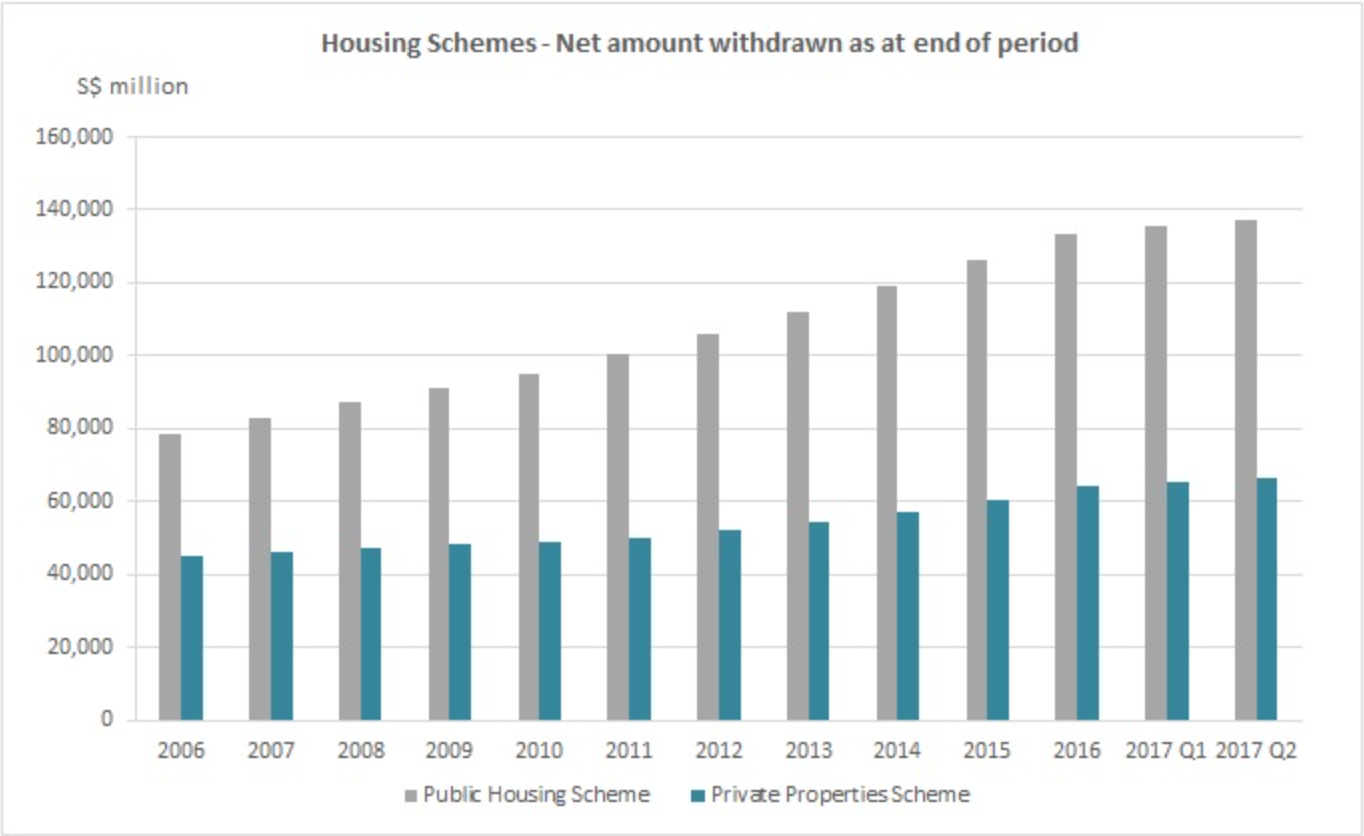 Housing Schemes - Net amount withdrawn as at end of period
S$ million
160,000
140,000
120,000
100,000
80,000
60,000
40,000
20,000
0
2006 2007 2008 2009 2010 2011 2012 2013 2014 2015 2016 2017 Q1 2017 Q2
Public Housing Scheme Private Properties Scheme